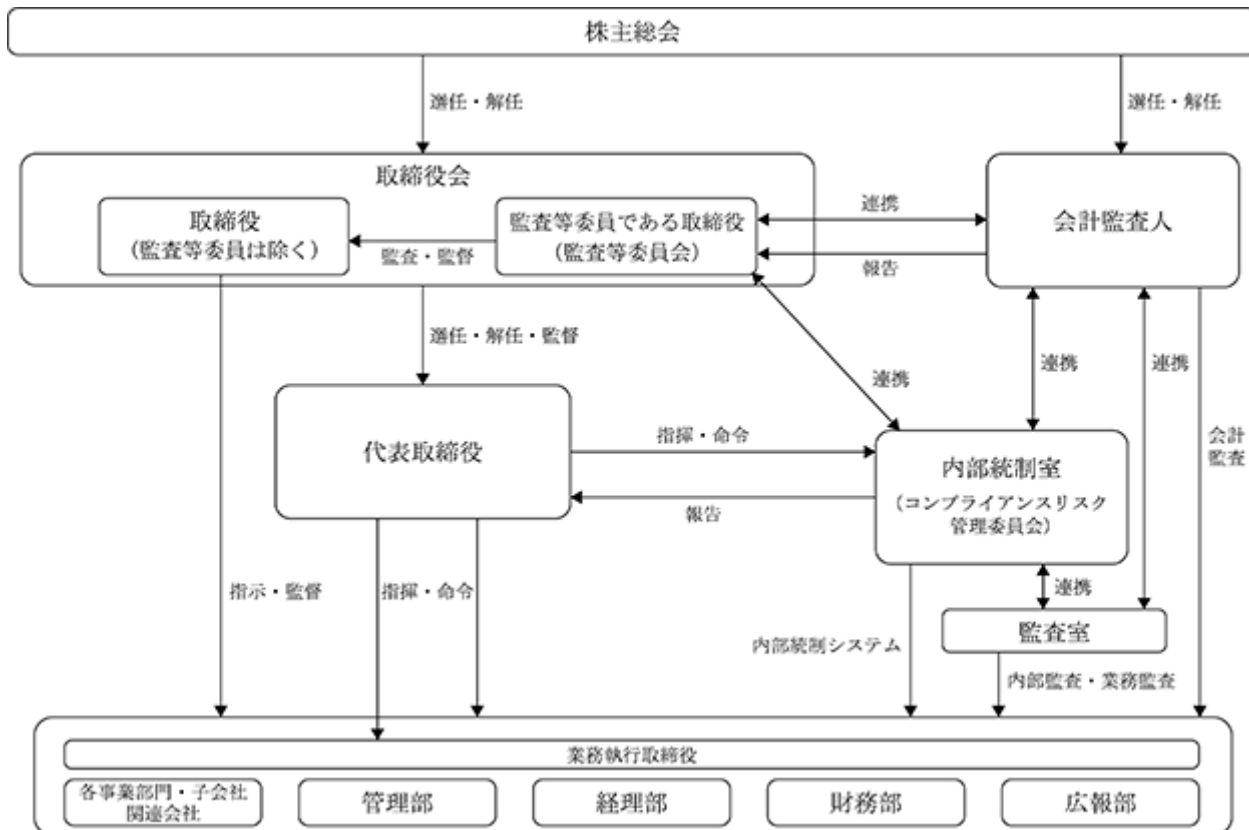 株主総会
選任・解任
選任・解任
取締役会
取締役
(監査等委員は除く)
監査・監督
監査等委員である取締役
(監査等委員会)
連携
報告
会計監査人
選任・解任・監督
連携
連携
連携
代表取締役
指揮・命令
報告
内部統制室
(コンプライアンスリスク
管理委員会)
会計
監査
指示・監督
指揮・命令
連携
監査室
内部統制システム
内部監査・業務監査
業務執行取締役
各事業部門・子会社
関連会社
管理部
経理部
財務部
広報部